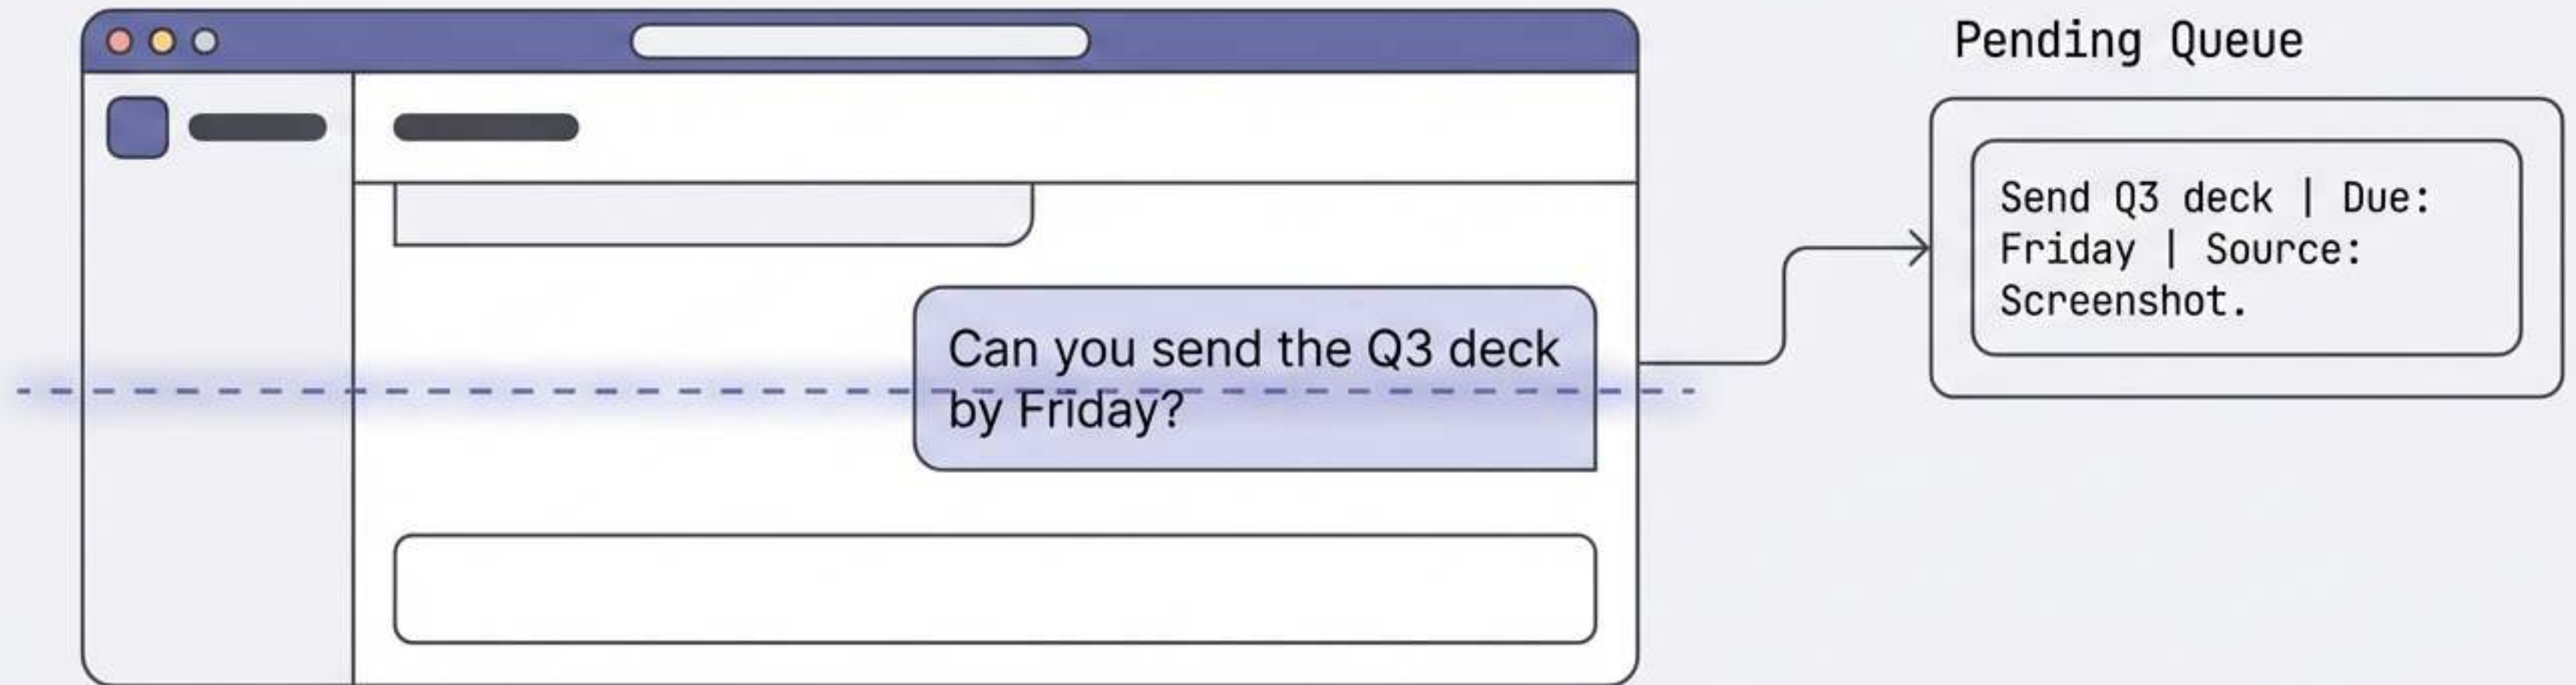 Pending Queue
Can you send the Q3 deck
by Friday?
Send Q3 deck | Due:
Friday | Source:
Screenshot.